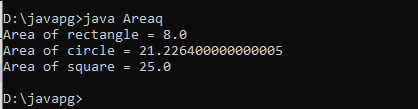 D:\javapg>java Areaq
Area of rectangle = 8.0
Area of circle = 21.226400000000005
Area of square = 25.0
D:\javapg>